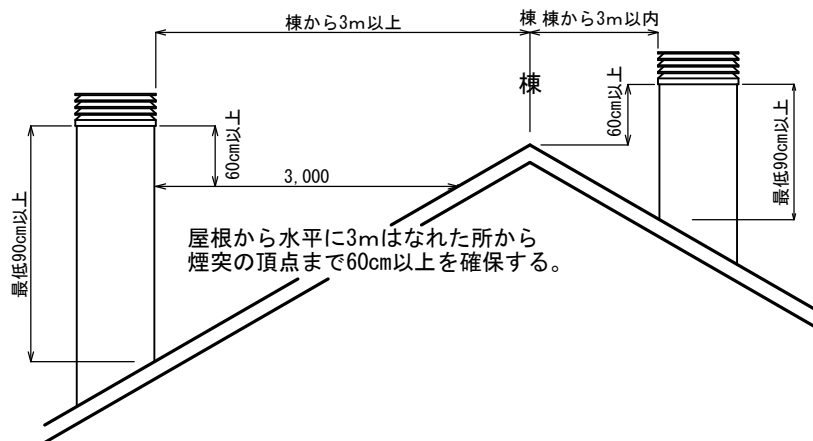 棟から3m以上
棟
棟から3m以内
棟
60cm以上
最低90cm以上
60cm以上
3,000
最低90cm以上
屋根から水平に3mはなれた所から
煙突の頂点まで60cm以上を確保する。